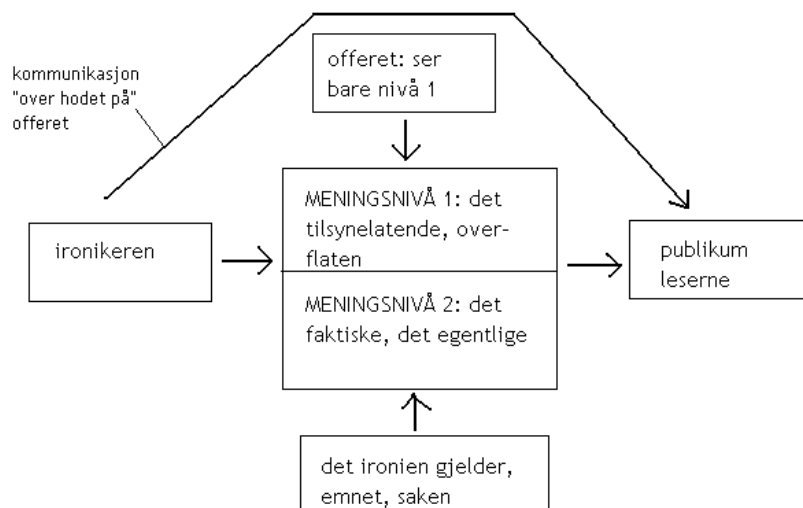 offeret: ser
bare nivå 1
kommunikasjon
"over hodet på"
offeret
ironikeren
MENINGSNIVÅ 1: det
tilsynelatende, over-
flaten
MENINGSNIVÅ 2: det
faktiske, det egentlige
publikum
leserne
det ironien gjelder,
emnet, saken